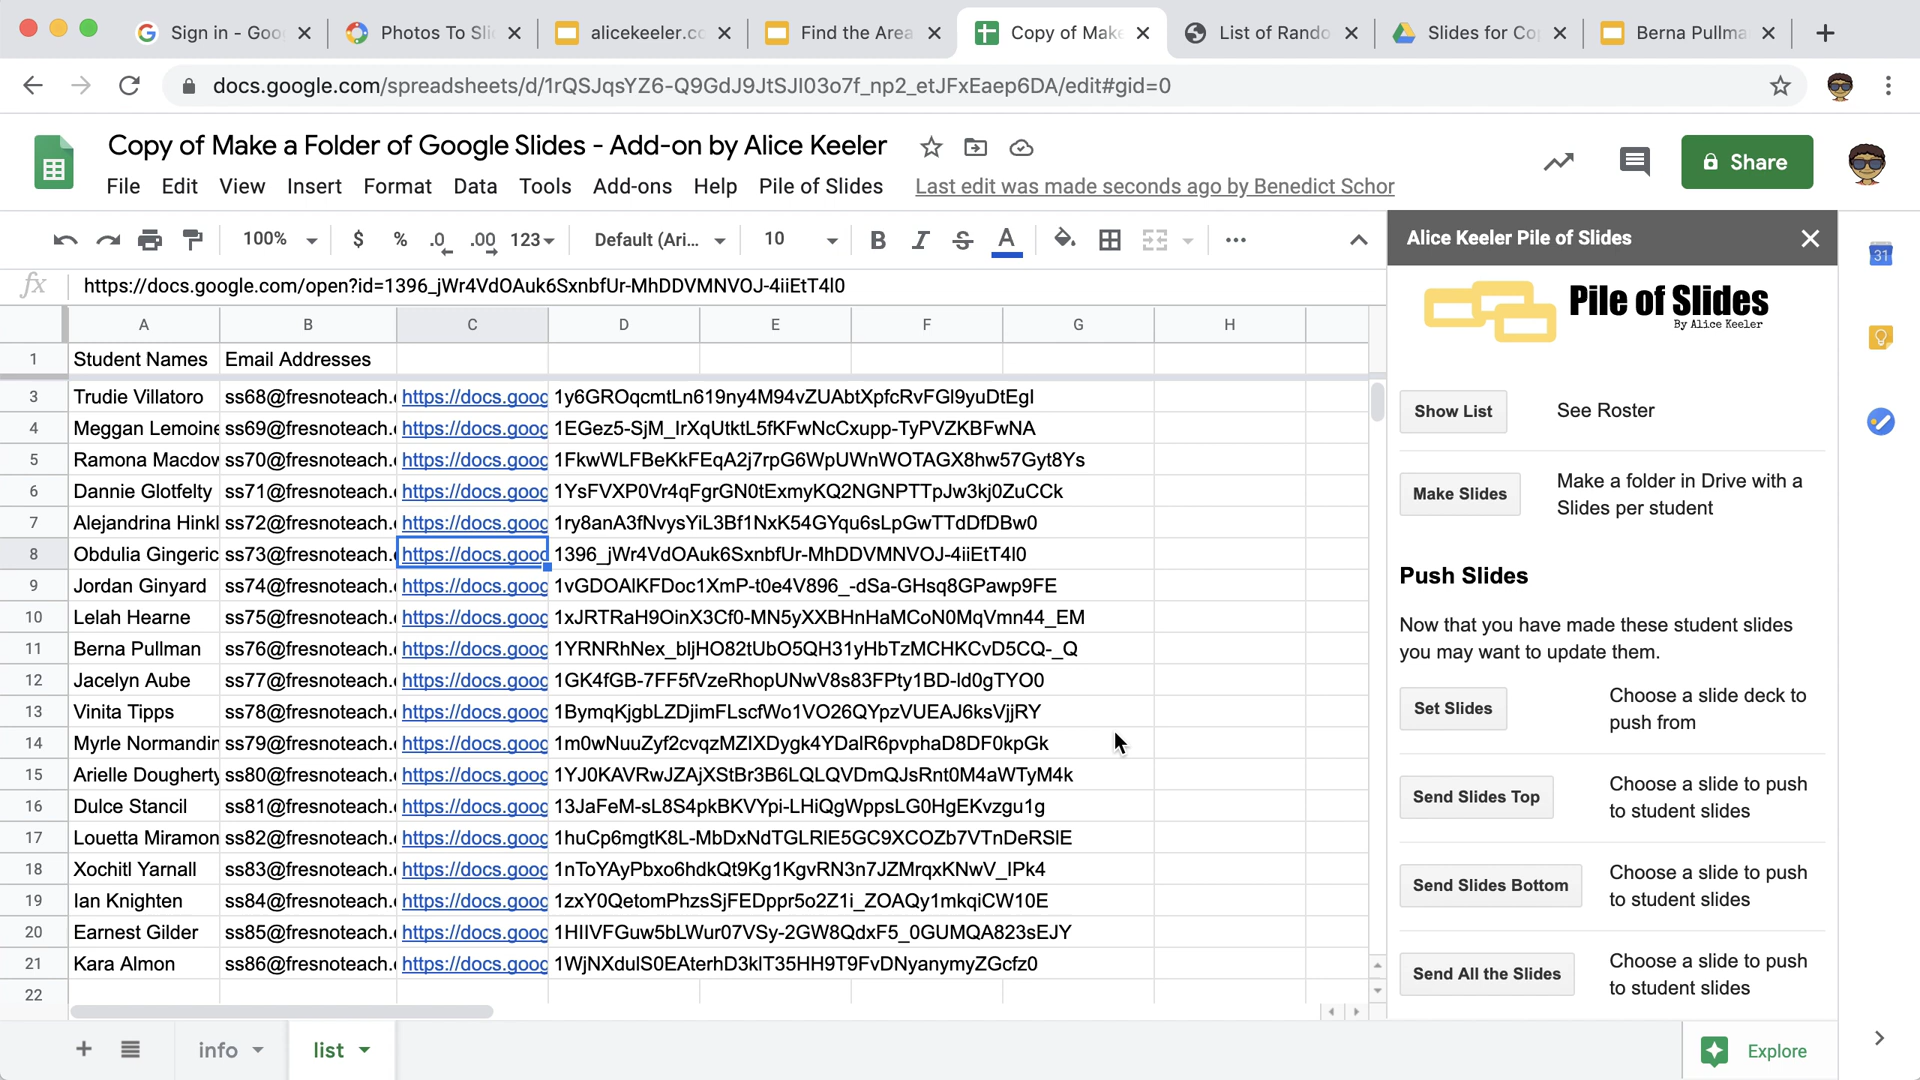 Sign in - Goo
Photos To Sli
alicekeeler.co
Find the Area
Copy of Make
List of Rando
Slides for Co
Berna Pullma
docs.google.com/spreadsheets/d/1rQSJqsYZ6-Q9GdJ9JtSJI03o7f_np2_etJFxEaep6DA/edit#gid=0
Copy of Make a Folder of Google Slides - Add-on by Alice Keeler
Share
File Edit View Insert Format Data Tools Add-ons Help Pile of Slides Last edit was made seconds ago by Benedict Schor
100% $ % .0 .00 123 Default (Ari... 10 B I S A
fx https://docs.google.com/open?id=1396_jWr4VdOAuk6SxnbfUr-MhDDVMNVOJ-4iiEtT4l0
A B C D E F G H
1 Student Names Email Addresses
3 Trudie Villatoro ss68@fresnoteach. https://docs.goog 1y6GROqcmtLn619ny4M94vZUAbtXpfcRvFGl9yuDtEgI
4 Meggan Lemoine ss69@fresnoteach. https://docs.goog 1EGez5-SjM_IrXqUtktL5fKFwNcCxupp-TyPVZKBFwNA
5 Ramona Macdow ss70@fresnoteach. https://docs.goog 1FkwWLFBeKkFEqA2j7rpG6WpUWnWOTAGX8hw57Gyt8Ys
6 Dannie Glotfelty ss71@fresnoteach. https://docs.goog 1YsFVXP0Vr4qFgrGN0tExmyKQ2NGNPTTpJw3kj0ZuCCk
7 Alejandrina Hinkl ss72@fresnoteach. https://docs.goog 1ry8anA3fNvysYiL3Bf1NxK54GYqu6sLpGwTTdDfDBw0
8 Obdulia Gingeric ss73@fresnoteach. https://docs.goog 1396_jWr4VdOAuk6SxnbfUr-MhDDVMNVOJ-4iiEtT4l0
9 Jordan Ginyard ss74@fresnoteach. https://docs.goog 1vGDOAlKFDoc1XmP-t0e4V896_-dSa-GHsq8GPawp9FE
10 Lelah Hearne ss75@fresnoteach. https://docs.goog 1xJRTRaH9OinX3Cf0-MN5yXXBHnHaMCoN0MqVmn44_EM
11 Berna Pullman ss76@fresnoteach. https://docs.goog 1YRNRhNex_bljHO82tUbO5QH31yHbTzMCHKCvD5CQ-_Q
12 Jacelyn Aube ss77@fresnoteach. https://docs.goog 1GK4fGB-7FF5fVzeRhopUNwV8s83FPty1BD-ld0gTYO0
13 Vinita Tipps ss78@fresnoteach. https://docs.goog 1BymqKjgbLZDjimFLscfWo1VO26QYpzVUEAJ6ksVjjRY
14 Myrle Normandin ss79@fresnoteach. https://docs.goog 1m0wNuuZyf2cvqzMZIXDygk4YDalR6pvphaD8DF0kpGk
15 Arielle Dougherty ss80@fresnoteach. https://docs.goog 1YJ0KAVRwJZAjXStBr3B6LQLQVDmQJsRnt0M4aWTyM4k
16 Dulce Stancil ss81@fresnoteach. https://docs.goog 13JaFeM-sL8S4pkBKVYpi-LHiQgWppsLG0HgEKvzgu1g
17 Louetta Miramon ss82@fresnoteach. https://docs.goog 1huCp6mgtK8L-MbDxNdTGLRlE5GC9XCOZb7VTnDeRSlE
18 Xochitl Yarnall ss83@fresnoteach. https://docs.goog 1nToYAyPbxo6hdkQt9Kg1KgvRN3n7JZMrqxKNwV_IPk4
19 Ian Knighten ss84@fresnoteach. https://docs.goog 1zxY0QetomPhzsSjFEDppr5o2Z1i_ZOAQy1mkqiCW10E
20 Earnest Gilder ss85@fresnoteach. https://docs.goog 1HIIVFGuw5bLWur07VSy-2GW8QdxF5_0GUMQA823sEJY
21 Kara Almon ss86@fresnoteach. https://docs.goog 1WjNXdulS0EAterhD3klT35HH9T9FvDNyanymyZGcfz0
22
info
list
Alice Keeler Pile of Slides
Pile of Slides
By Alice Keeler
Show List See Roster
Make Slides Make a folder in Drive with a
Slides per student
Push Slides
Now that you have made these student slides
you may want to update them.
Set Slides Choose a slide deck to
push from
Send Slides Top Choose a slide to push
to student slides
Send Slides Bottom Choose a slide to push
to student slides
Send All the Slides Choose a slide to push
to student slides
Explore
31